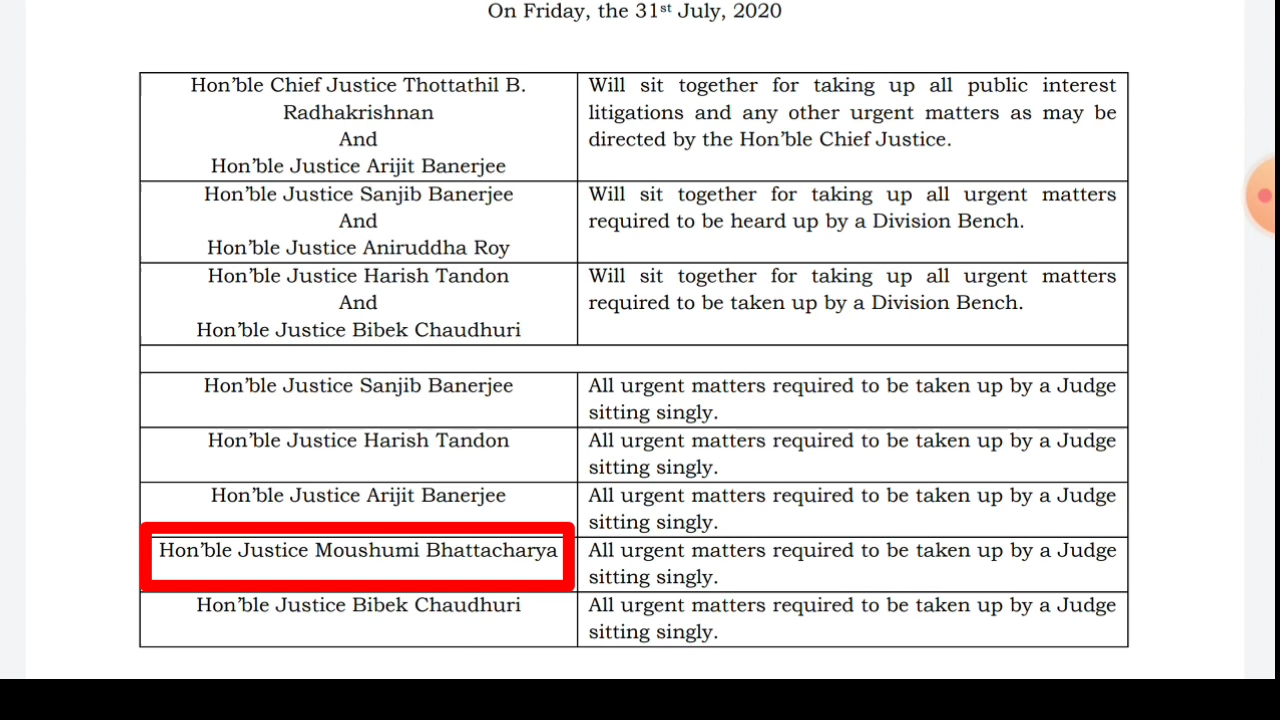 On Friday, the 31st July, 2020
Hon’ble Chief Justice Thottathil B.
Radhakrishnan
And
Hon’ble Justice Arijit Banerjee
Will sit together for taking up all public interest
litigations and any other urgent matters as may be
directed by the Hon’ble Chief Justice.
Hon’ble Justice Sanjib Banerjee
And
Hon’ble Justice Aniruddha Roy
Will sit together for taking up all urgent matters
required to be heard up by a Division Bench.
Hon’ble Justice Harish Tandon
And
Hon’ble Justice Bibek Chaudhuri
Will sit together for taking up all urgent matters
required to be taken up by a Division Bench.
Hon’ble Justice Sanjib Banerjee
All urgent matters required to be taken up by a Judge
sitting singly.
Hon’ble Justice Harish Tandon
All urgent matters required to be taken up by a Judge
sitting singly.
Hon’ble Justice Arijit Banerjee
All urgent matters required to be taken up by a Judge
sitting singly.
Hon’ble Justice Moushumi Bhattacharya
All urgent matters required to be taken up by a Judge
sitting singly.
Hon’ble Justice Bibek Chaudhuri
All urgent matters required to be taken up by a Judge
sitting singly.